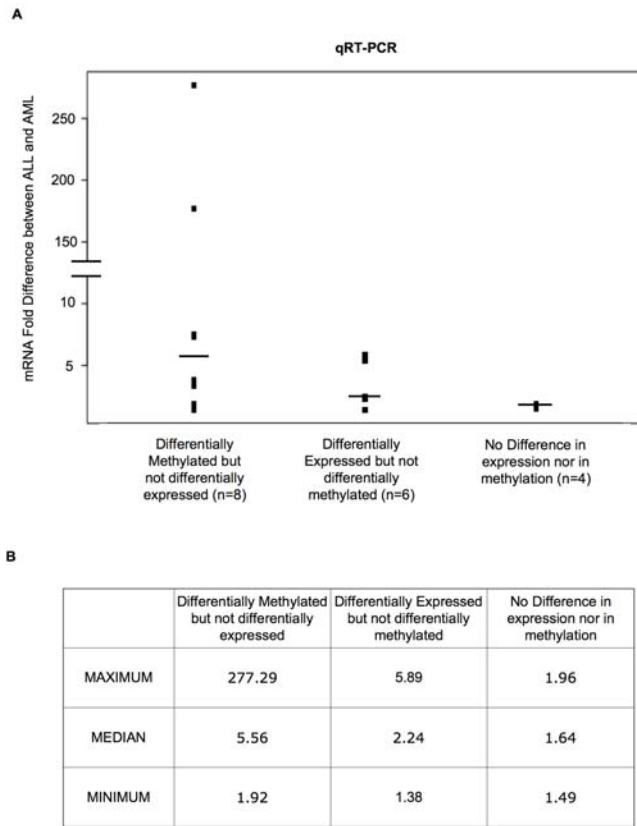 A
qRT-PCR
mRNA Fold Difference between ALL and AML
250
200
150
10
5
Differentially
Methylated but
not differentially
expressed (n=8)
Differentially
Expressed but not
differentially
methylated (n=6)
No Difference in
expression nor in
methylation (n=4)
B
Differentially Methylated
but not differentially
expressed
Differentially Expressed
but not differentially
methylated
No Difference in
expression nor in
methylation
MAXIMUM 277.29 5.89 1.96
MEDIAN 5.56 2.24 1.64
MINIMUM 1.92 1.38 1.49